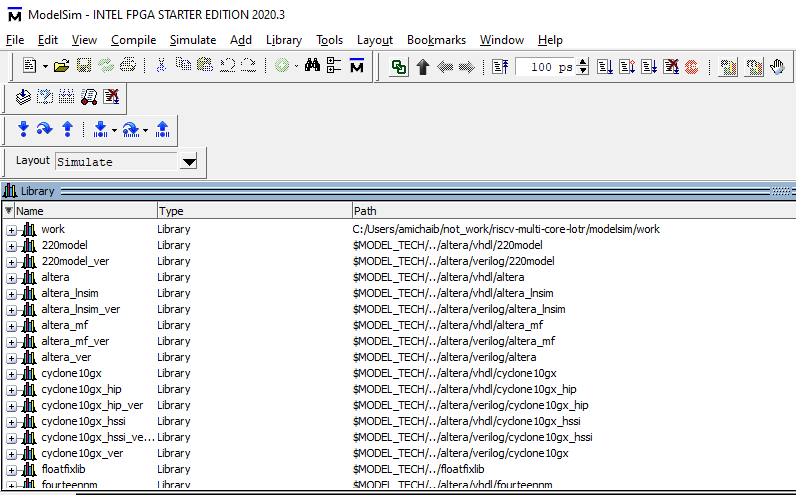 ModelSim - INTEL FPGA STARTER EDITION 2020.3
File Edit View Compile Simulate Add Library Tools Layout Bookmarks Window Help
100 ps
Layout Simulate
Library
Name Type Path
work Library C:/Users/amichaib/not_work/riscv-multi-core-lotr/modelsim/work
220model Library $MODEL_TECH/../altera/vhdl/220model
220model_ver Library $MODEL_TECH/../altera/verilog/220model
altera Library $MODEL_TECH/../altera/vhdl/altera
altera_lnsim Library $MODEL_TECH/../altera/vhdl/altera_lnsim
altera_lnsim_ver Library $MODEL_TECH/../altera/verilog/altera_lnsim
altera_mf Library $MODEL_TECH/../altera/vhdl/altera_mf
altera_mf_ver Library $MODEL_TECH/../altera/verilog/altera_mf
altera_ver Library $MODEL_TECH/../altera/verilog/altera
cyclone10gx Library $MODEL_TECH/../altera/vhdl/cyclone10gx
cyclone10gx_hip Library $MODEL_TECH/../altera/vhdl/cyclone10gx_hip
cyclone10gx_hip_ver Library $MODEL_TECH/../altera/verilog/cyclone10gx_hip
cyclone10gx_hssi Library $MODEL_TECH/../altera/vhdl/cyclone10gx_hssi
cyclone10gx_hssi_ve... Library $MODEL_TECH/../altera/verilog/cyclone10gx_hssi
cyclone10gx_ver Library $MODEL_TECH/../altera/verilog/cyclone10gx
floatfixlib Library $MODEL_TECH/../floatfixlib
fourteennm Library $MODEL_TECH/../altera/vhdl/fourteennm